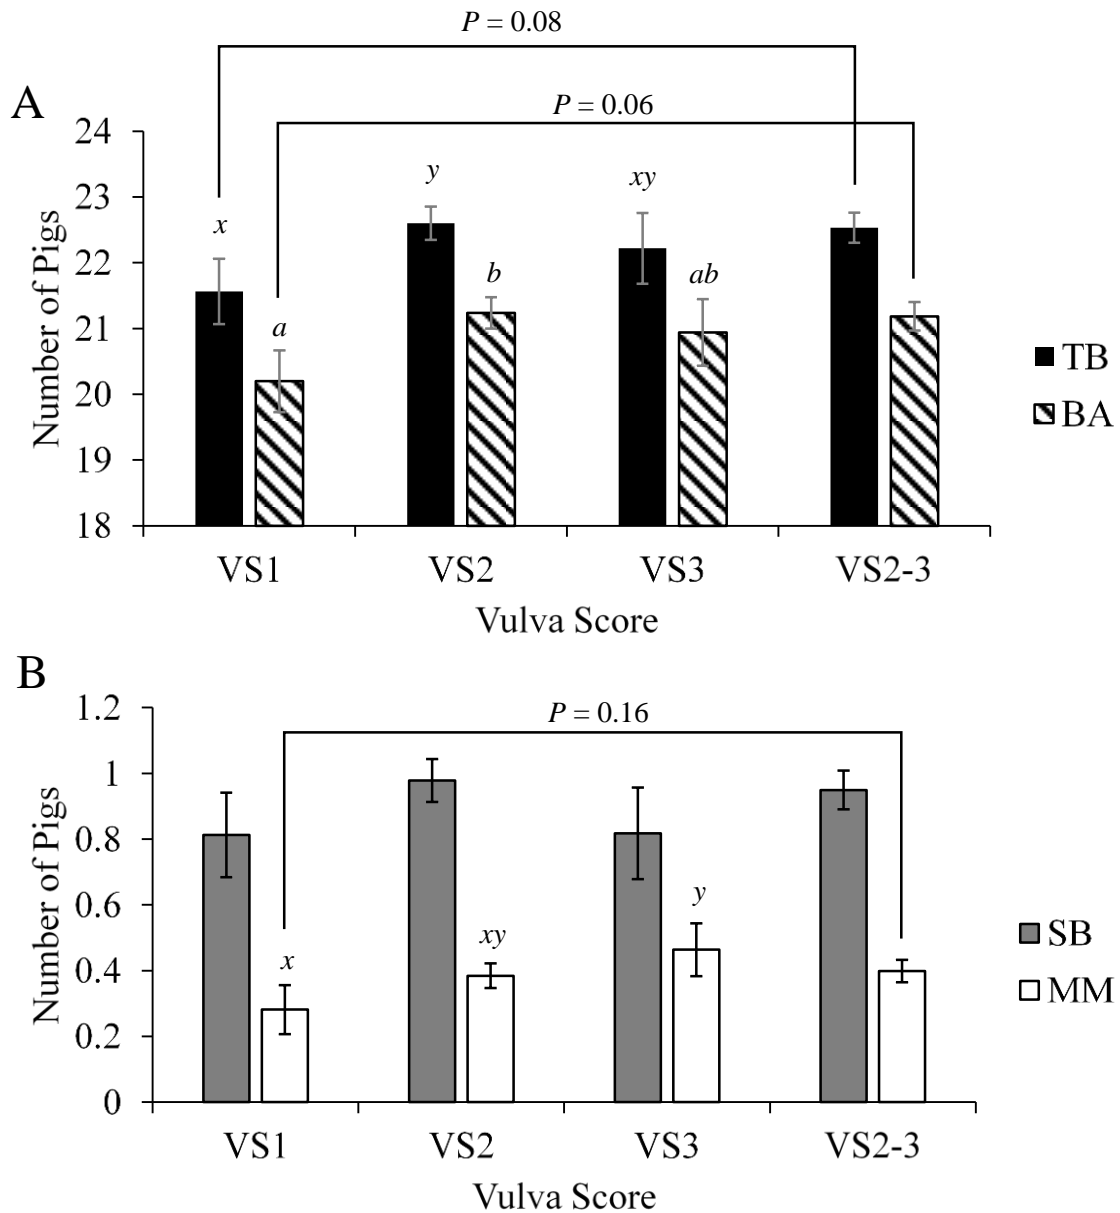 P = 0.08
A
P = 0.06
24
23
22
21
20
19
18
Number of Pigs
x
a
y
b
xy
ab
TB
BA
VS1 VS2 VS3 VS2-3
Vulva Score
B
P = 0.16
1.2
1
0.8
0.6
0.4
0.2
0
Number of Pigs
x
xy
y
SB
MM
VS1 VS2 VS3 VS2-3
Vulva Score